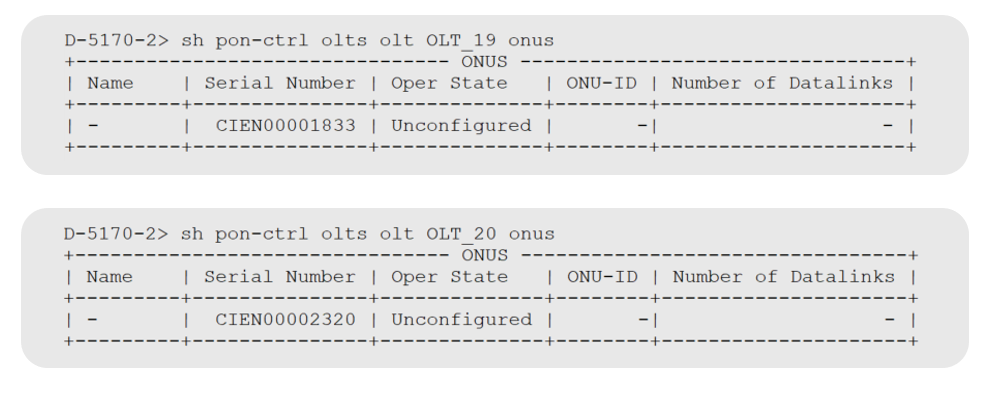 D-5170-2> sh pon-ctrl olts olt OLT_19 onus
+----------------------------------- ONUS ------------------------------------+
| Name    | Serial Number | Oper State   | ONU-ID | Number of Datalinks |
+---------+---------------+--------------+--------+---------------------+
| -       |  CIEN00001833 | Unconfigured |       -|                   - |
+---------+---------------+--------------+--------+---------------------+
D-5170-2> sh pon-ctrl olts olt OLT_20 onus
+----------------------------------- ONUS ------------------------------------+
| Name    | Serial Number | Oper State   | ONU-ID | Number of Datalinks |
+---------+---------------+--------------+--------+---------------------+
| -       |  CIEN00002320 | Unconfigured |       -|                   - |
+---------+---------------+--------------+--------+---------------------+